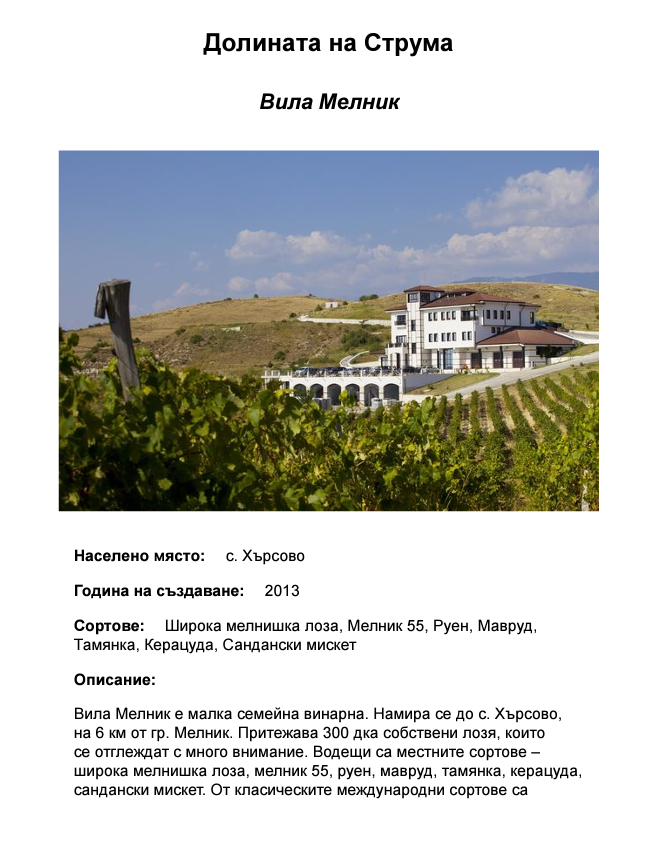 Долината на Струма
Вила Мелник
Населено място: с. Хърсово
Година на създаване: 2013
Сортове: Широка мелнишка лоза, Мелник 55, Руен, Мавруд,
Тамянка, Керацуда, Сандански мискет
Описание:
Вила Мелник е малка семейна винарна. Намира се до с. Хърсово,
на 6 км от гр. Мелник. Притежава 300 дка собствени лозя, които
се отглеждат с много внимание. Водещи са местните сортове –
широка мелнишка лоза, мелник 55, руен, мавруд, тамянка, керацуда,
сандански мискет. От класическите международни сортове са